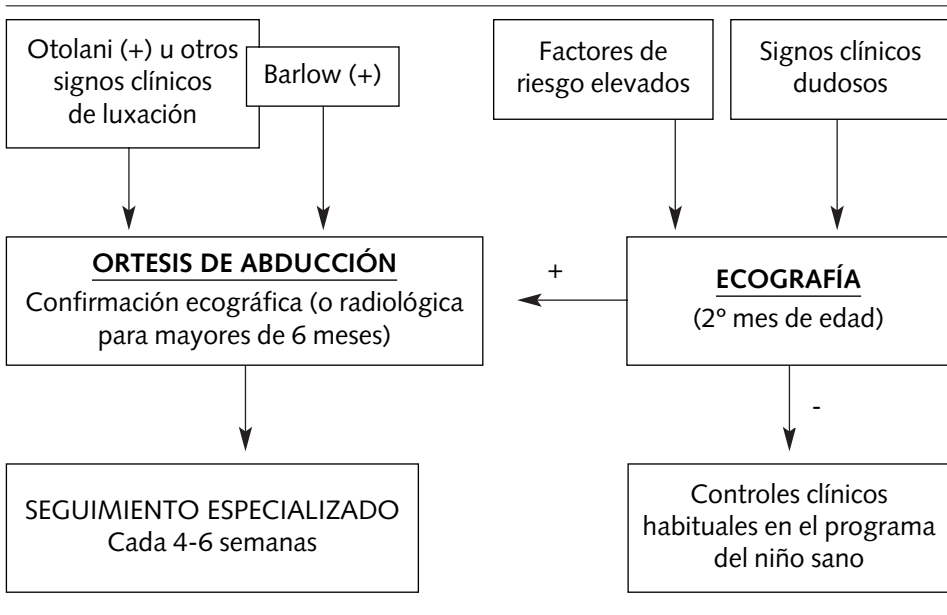 Otolani (+) u otros
signos clínicos
de luxación
Barlow (+)
Factores de
riesgo elevados
Signos clínicos
dudosos
ORTESIS DE ABDUCCIÓN
Confirmación ecográfica (o radiológica
para mayores de 6 meses)
+
ECOGRAFÍA
(2º mes de edad)
-
SEGUIMIENTO ESPECIALIZADO
Cada 4-6 semanas
Controles clínicos
habituales en el programa
del niño sano